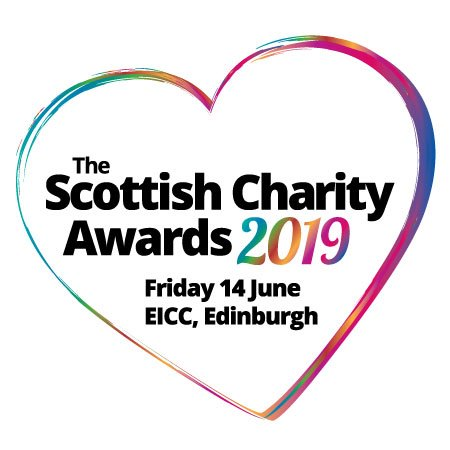 The
Scottish Charity
Awards 2019
Friday 14 June
EICC, Edinburgh